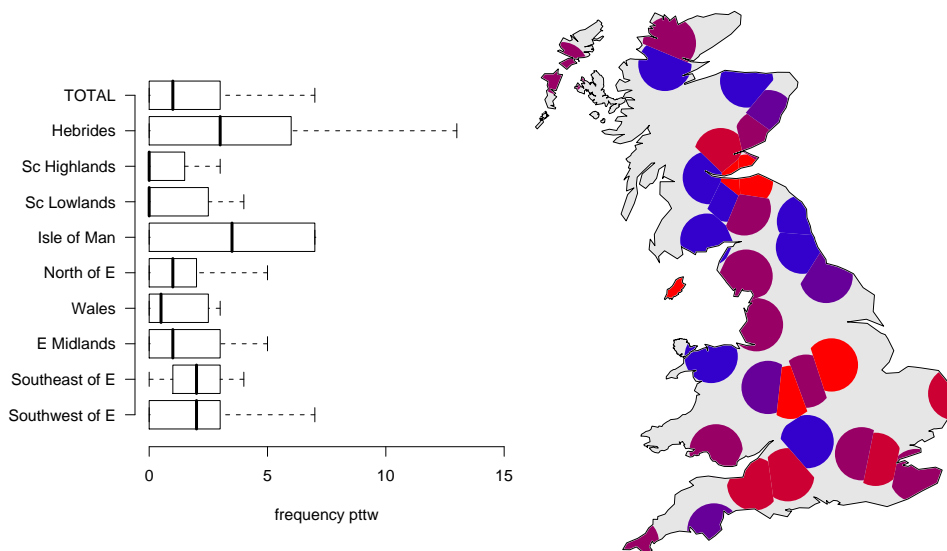 TOTAL
Hebrides
Sc Highlands
Sc Lowlands
Isle of Man
North of E
Wales
E Midlands
Southeast of E
Southwest of E
0 5 10 15
frequency pttw